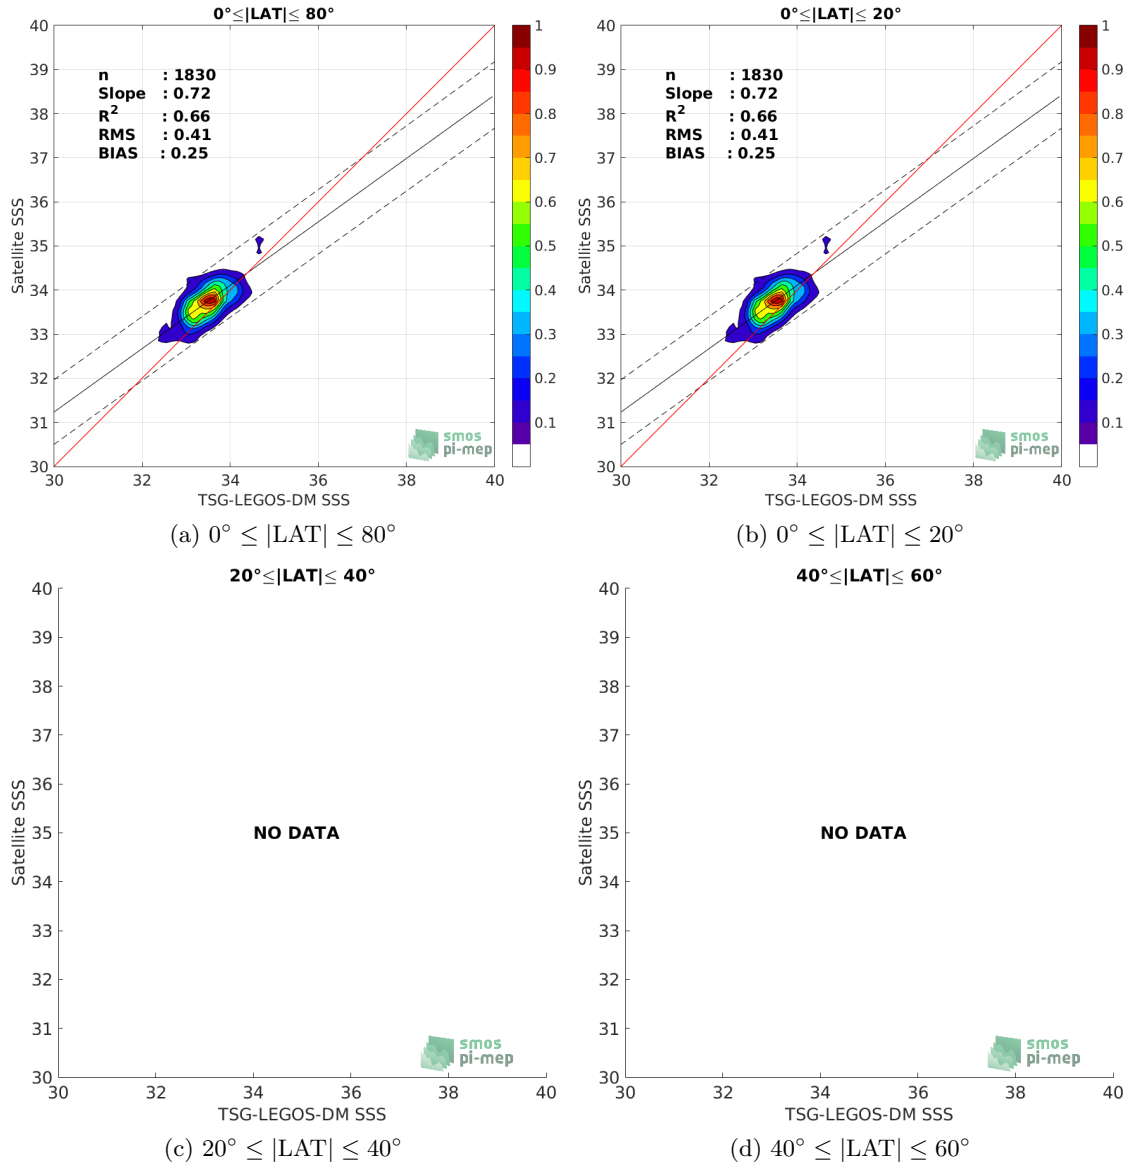 0°≤|LAT|≤ 80°
40
39
38
37
36
35
34
33
32
31
30
n : 1830
Slope : 0.72
R² : 0.66
RMS : 0.41
BIAS : 0.25
Satellite SSS
30 32 34 36 38 40
TSG-LEGOS-DM SSS
smos
pi-mep
1
0.9
0.8
0.7
0.6
0.5
0.4
0.3
0.2
0.1
(a) 0° ≤ |LAT| ≤ 80°
0°≤|LAT|≤ 20°
40
39
38
37
36
35
34
33
32
31
30
n : 1830
Slope : 0.72
R² : 0.66
RMS : 0.41
BIAS : 0.25
Satellite SSS
30 32 34 36 38 40
TSG-LEGOS-DM SSS
smos
pi-mep
1
0.9
0.8
0.7
0.6
0.5
0.4
0.3
0.2
0.1
(b) 0° ≤ |LAT| ≤ 20°
20°≤|LAT|≤ 40°
40
39
38
37
36
35
34
33
32
31
30
Satellite SSS
NO DATA
30 32 34 36 38 40
TSG-LEGOS-DM SSS
smos
pi-mep
(c) 20° ≤ |LAT| ≤ 40°
40°≤|LAT|≤ 60°
40
39
38
37
36
35
34
33
32
31
30
Satellite SSS
NO DATA
30 32 34 36 38 40
TSG-LEGOS-DM SSS
smos
pi-mep
(d) 40° ≤ |LAT| ≤ 60°